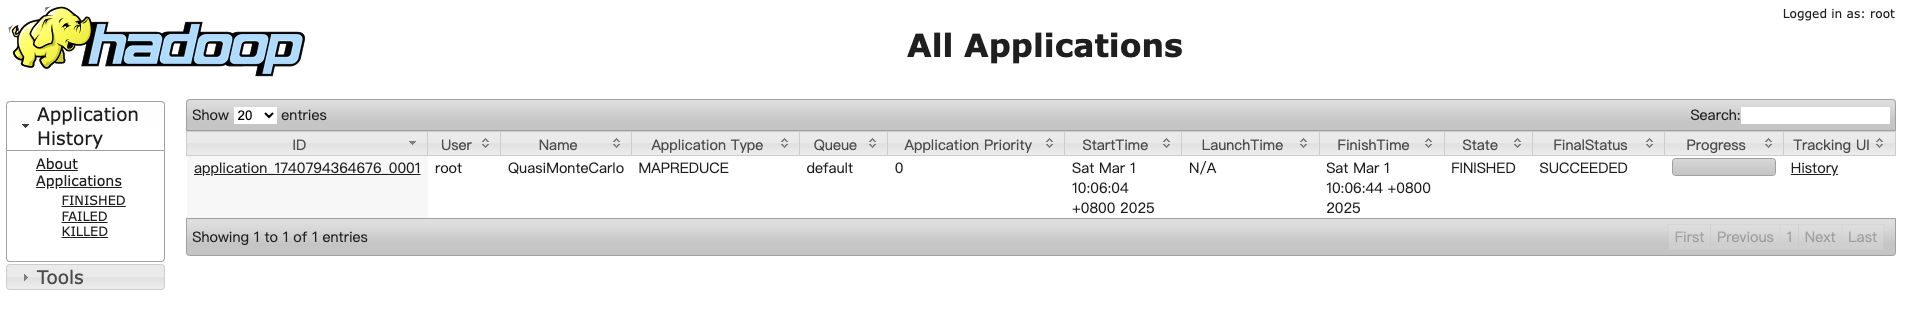 hadoop
Logged in as: root
All Applications
Application
History
About
Applications
FINISHED
FAILED
KILLED
Tools
Show 20 entries
Search:
ID User Name Application Type Queue Application Priority StartTime LaunchTime FinishTime State FinalStatus Progress Tracking UI
application_1740794364676_0001 root QuasiMonteCarlo MAPREDUCE default 0 Sat Mar 1 N/A Sat Mar 1 FINISHED SUCCEEDED History
10:06:04 10:06:44 +0800
+0800 2025 2025
Showing 1 to 1 of 1 entries
First Previous 1 Next Last